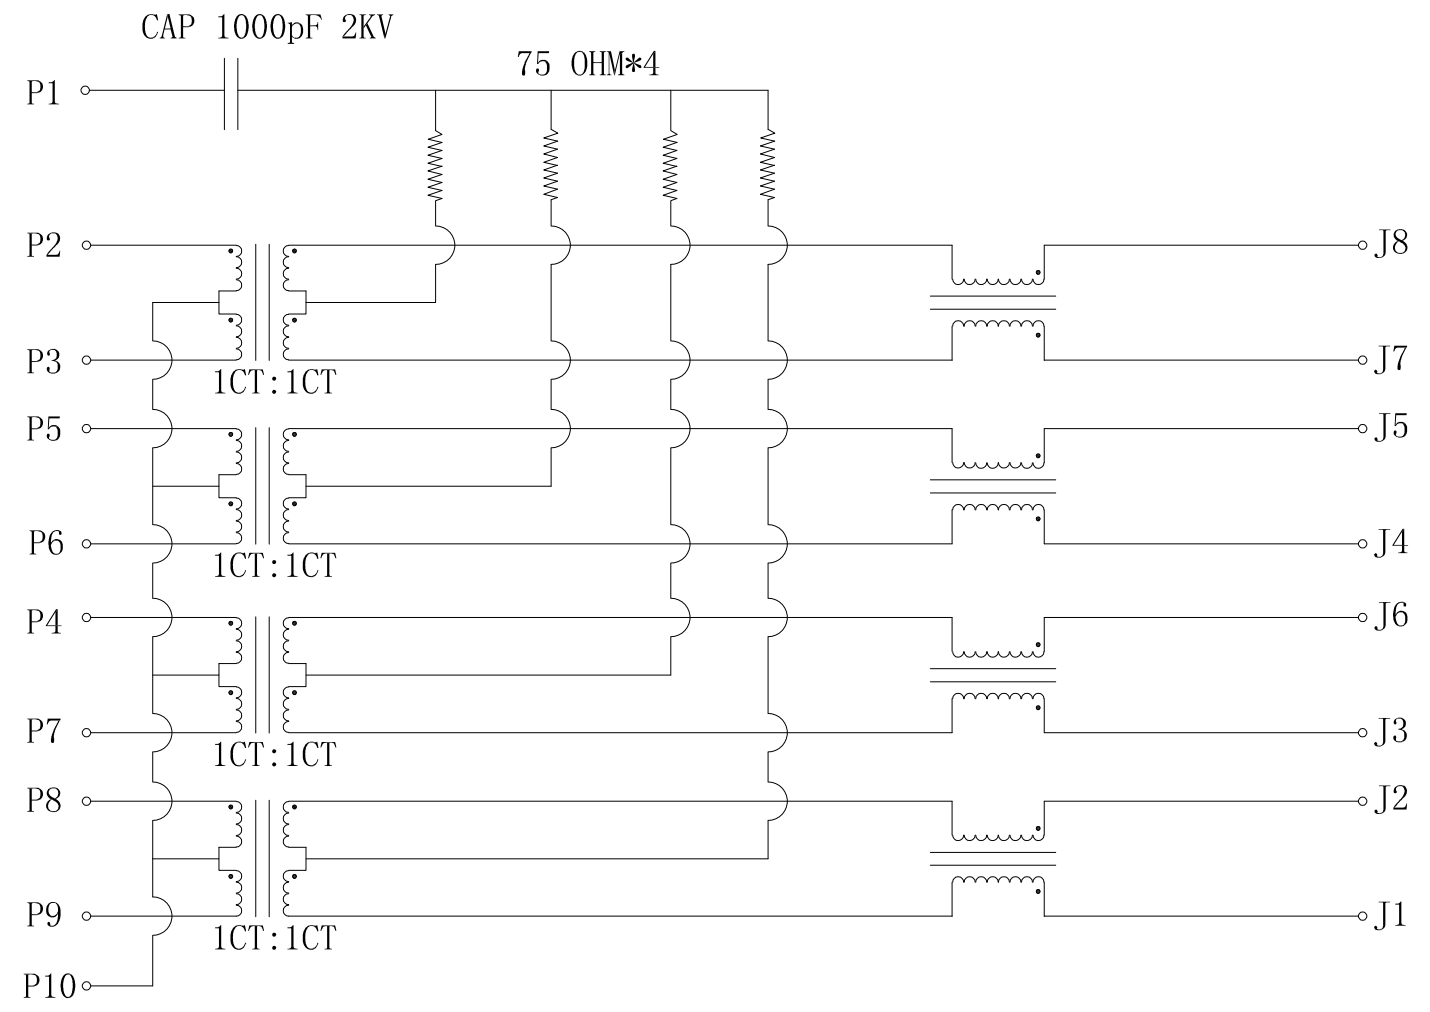 CAP 1000pF 2KV
75 OHM*4
P1
P2 J8
P3 J7
1CT:1CT
P5 J5
P6 J4
1CT:1CT
P4 J6
P7 J3
1CT:1CT
P8 J2
P9 J1
1CT:1CT
P10